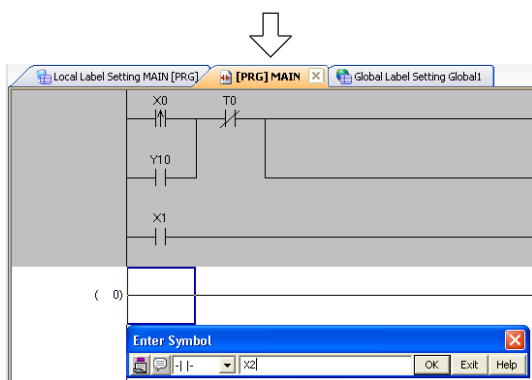 Local Label Setting MAIN [PRG] [PRG] MAIN Global Label Setting Global1
X0 T0
Y10
X1
( 0)
Enter Symbol
X2 OK Exit Help